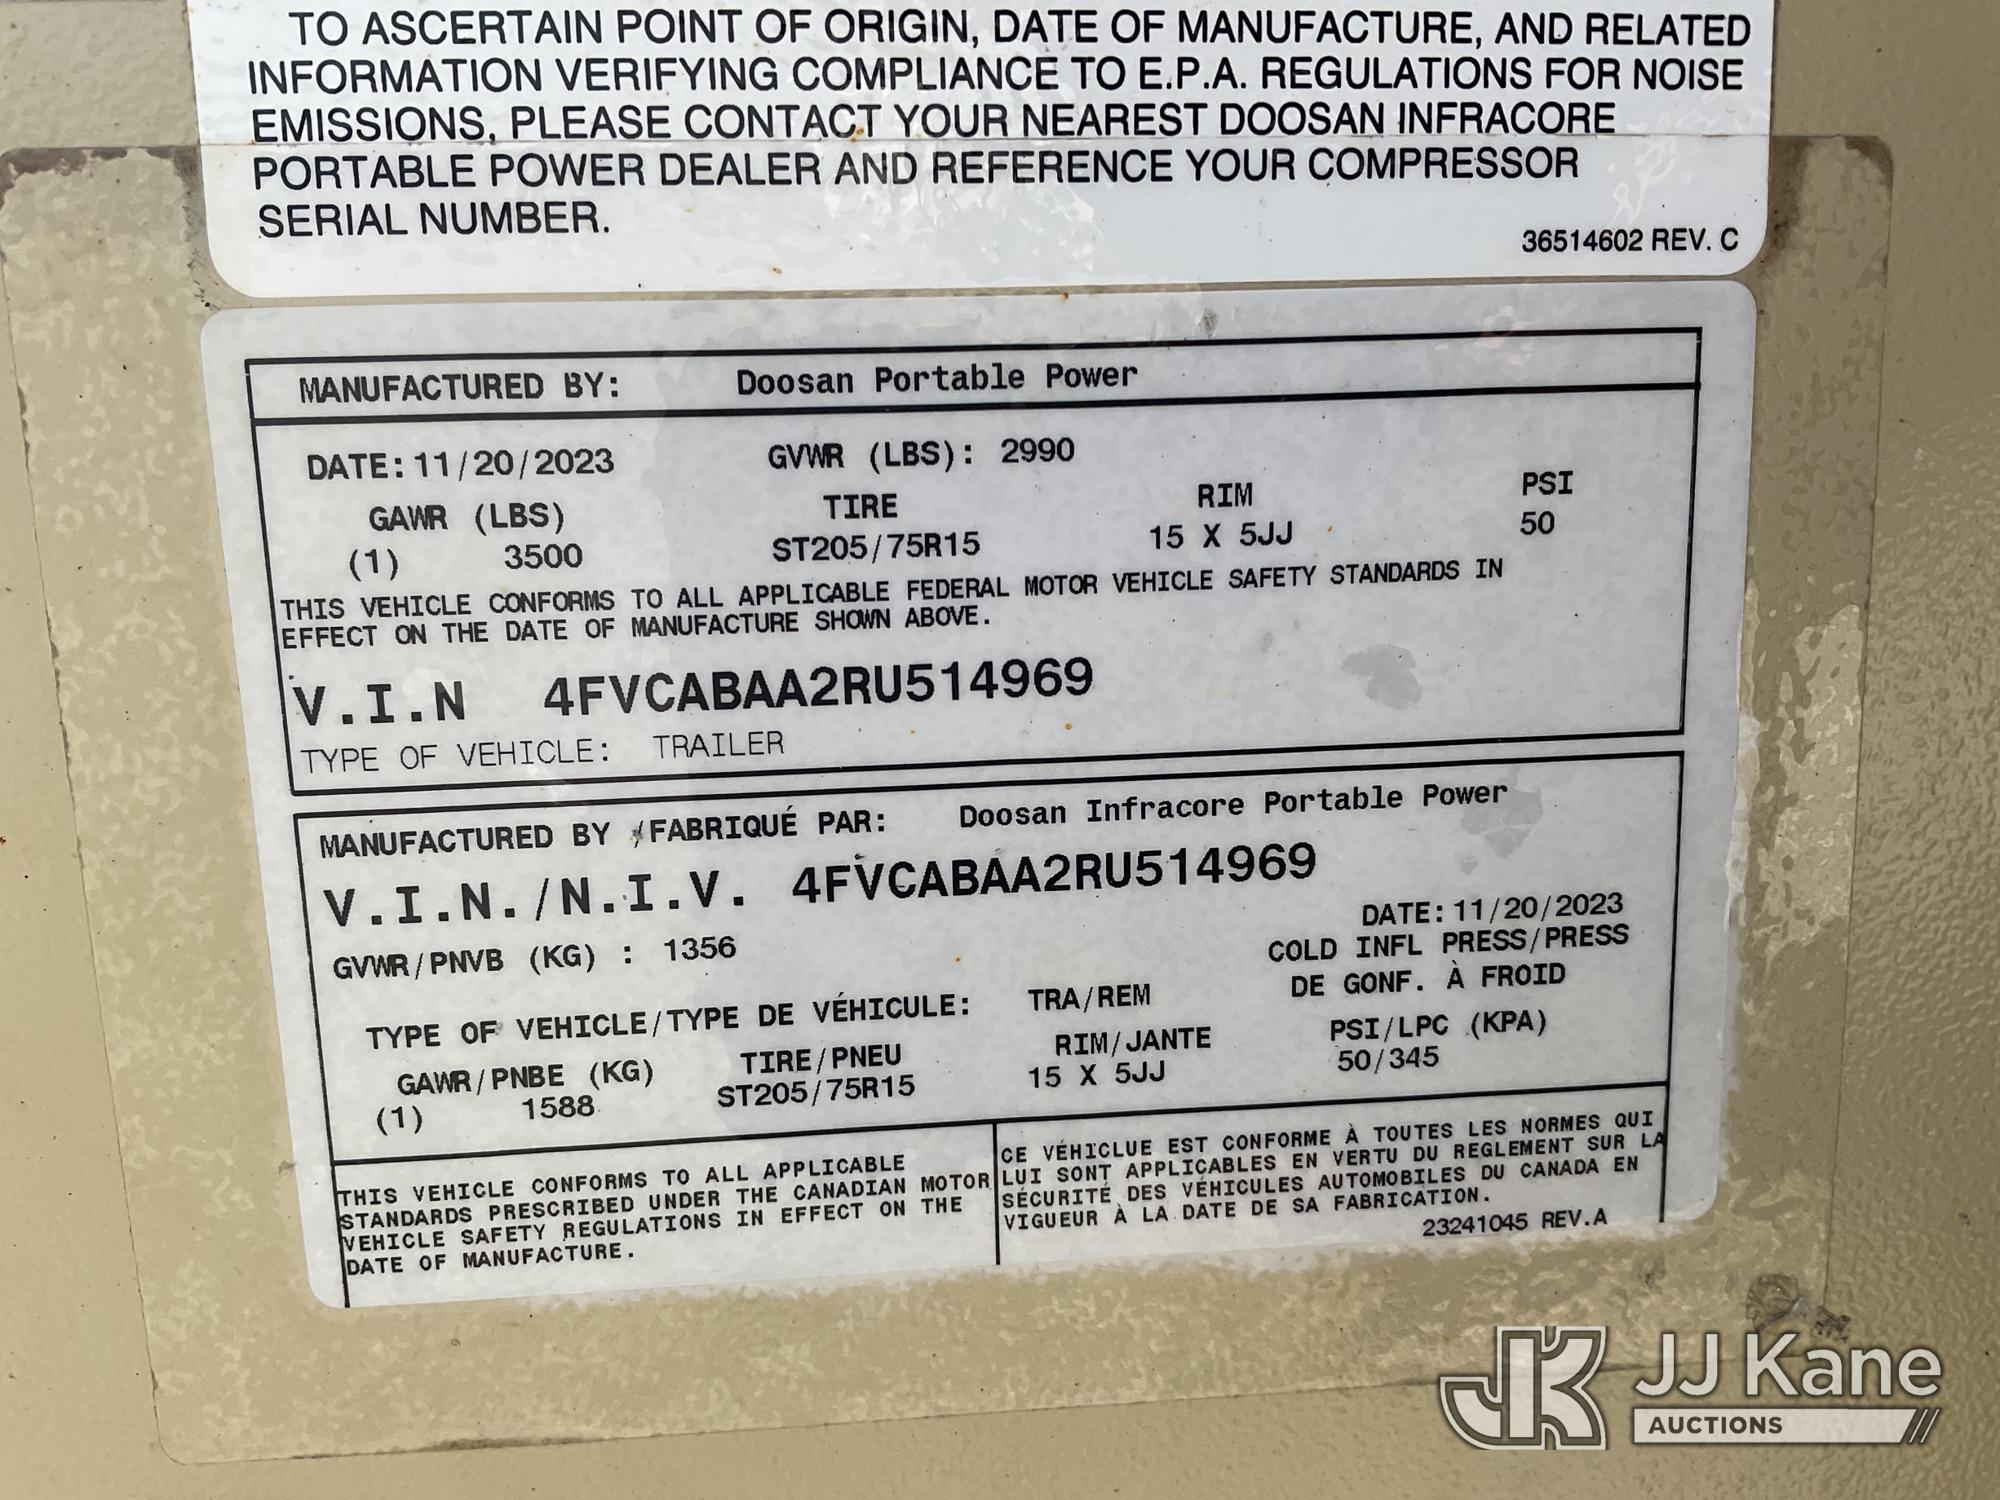 TO ASCERTAIN POINT OF ORIGIN, DATE OF MANUFACTURE, AND RELATED
INFORMATION VERIFYING COMPLIANCE TO E.P.A. REGULATIONS FOR NOISE
EMISSIONS, PLEASE CONTACT YOUR NEAREST DOOSAN INFRACORE
PORTABLE POWER DEALER AND REFERENCE YOUR COMPRESSOR
SERIAL NUMBER.
36514602 REV. C
MANUFACTURED BY: Doosan Portable Power
DATE: 11/20/2023 GVWR (LBS): 2990
GAWR (LBS) TIRE RIM PSI
(1) 3500 ST205/75R15 15 X 5JJ 50
THIS VEHICLE CONFORMS TO ALL APPLICABLE FEDERAL MOTOR VEHICLE SAFETY STANDARDS IN
EFFECT ON THE DATE OF MANUFACTURE SHOWN ABOVE.
V.I.N 4FVCABAA2RU514969
TYPE OF VEHICLE: TRAILER
MANUFACTURED BY /FABRIQUÉ PAR: Doosan Infracore Portable Power
V.I.N./N.I.V. 4FVCABAA2RU514969
DATE: 11/20/2023
GVWR/PNVB (KG) : 1356
COLD INFL PRESS/PRESS
DE GONF. À FROID
TYPE OF VEHICLE/TYPE DE VÉHICULE: TRA/REM
GAWR/PNBE (KG) TIRE/PNEU RIM/JANTE PSI/LPC (KPA)
(1) 1588 ST205/75R15 15 X 5JJ 50/345
THIS VEHICLE CONFORMS TO ALL APPLICABLE
STANDARDS PRESCRIBED UNDER THE CANADIAN MOTOR
VEHICLE SAFETY REGULATIONS IN EFFECT ON THE
DATE OF MANUFACTURE.
CE VÉHICLUE EST CONFORME À TOUTES LES NORMES QUI
LUI SONT APPLICABLES EN VERTU DU REGLEMENT SUR LA
SÉCURITÉ DES VÉHICULES AUTOMOBILES DU CANADA EN
VIGUEUR À LA DATE DE SA FABRICATION.
23241045 REV.A
JK JJ Kane
AUCTIONS